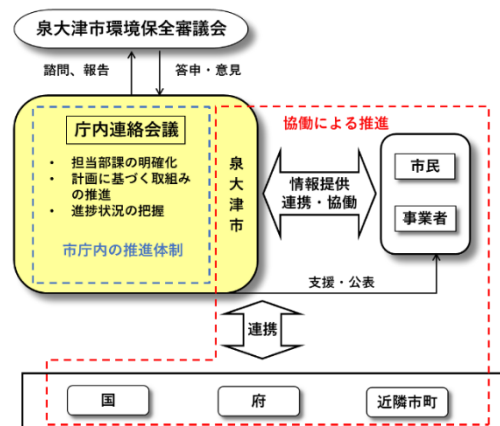 泉大津市環境保全審議会
諮問、報告
答申・意見
協働による推進
庁内連絡会議
• 担当部課の明確化
• 計画に基づく取組み
の推進
• 進捗状況の把握
市庁内の推進体制
泉大津市
情報提供
連携・協働
市民
事業者
支援・公表
連携
国
府
近隣市町